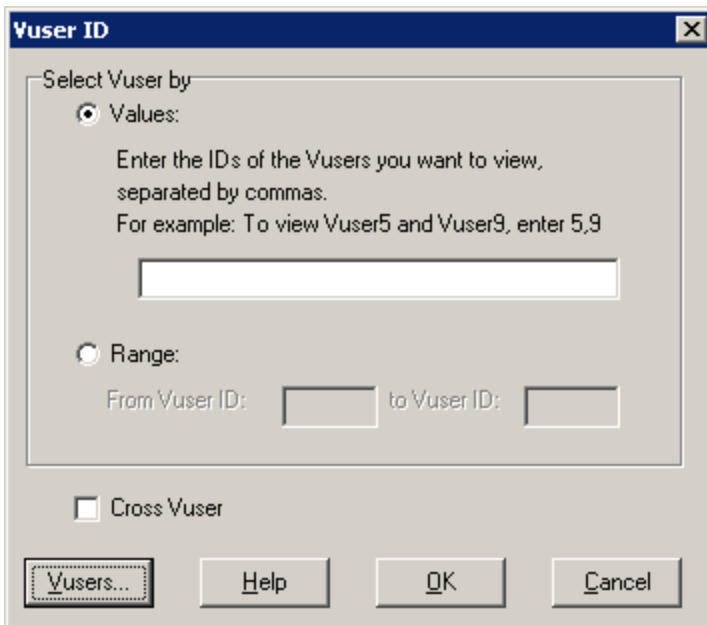 Vuser ID
Select Vuser by
Values:
Enter the IDs of the Vusers you want to view,
separated by commas.
For example: To view Vuser5 and Vuser9, enter 5,9
Range:
From Vuser ID: to Vuser ID:
Cross Vuser
Vusers... Help OK Cancel